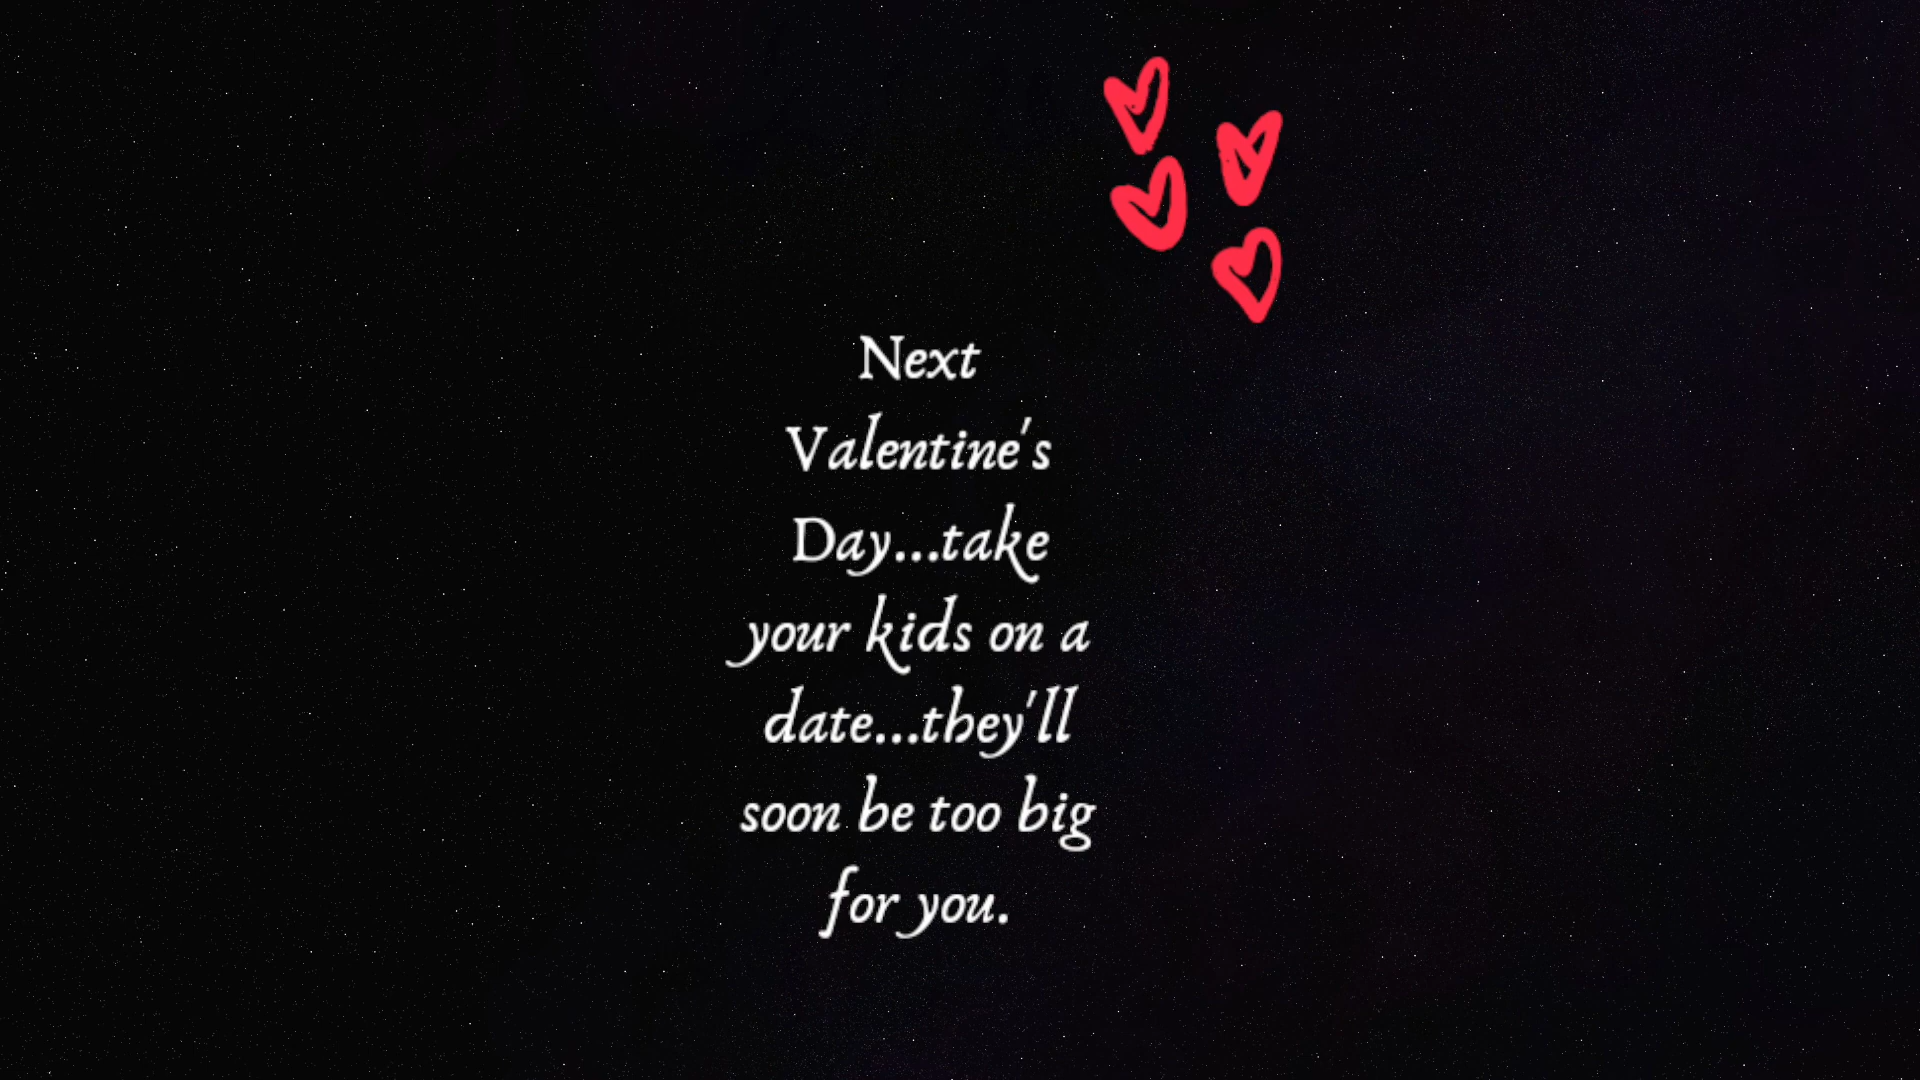 Next
Valentine's
Day...take
your kids on a
date...they'll
soon be too big
for you.